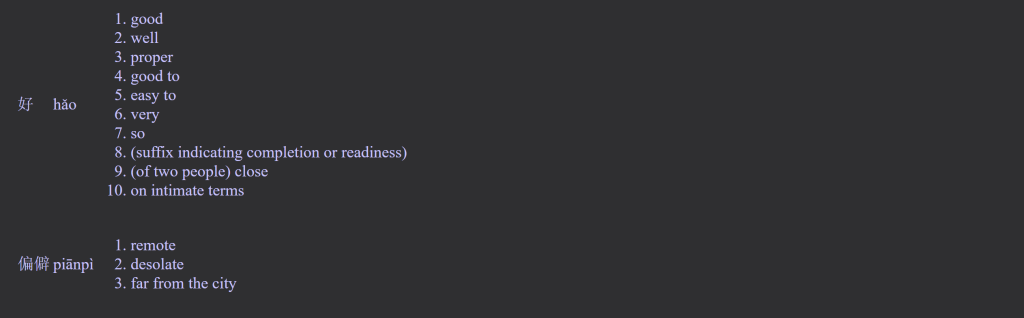 好 hǎo
1. good
2. well
3. proper
4. good to
5. easy to
6. very
7. so
8. (suffix indicating completion or readiness)
9. (of two people) close
10. on intimate terms
偏僻 piānpì
1. remote
2. desolate
3. far from the city